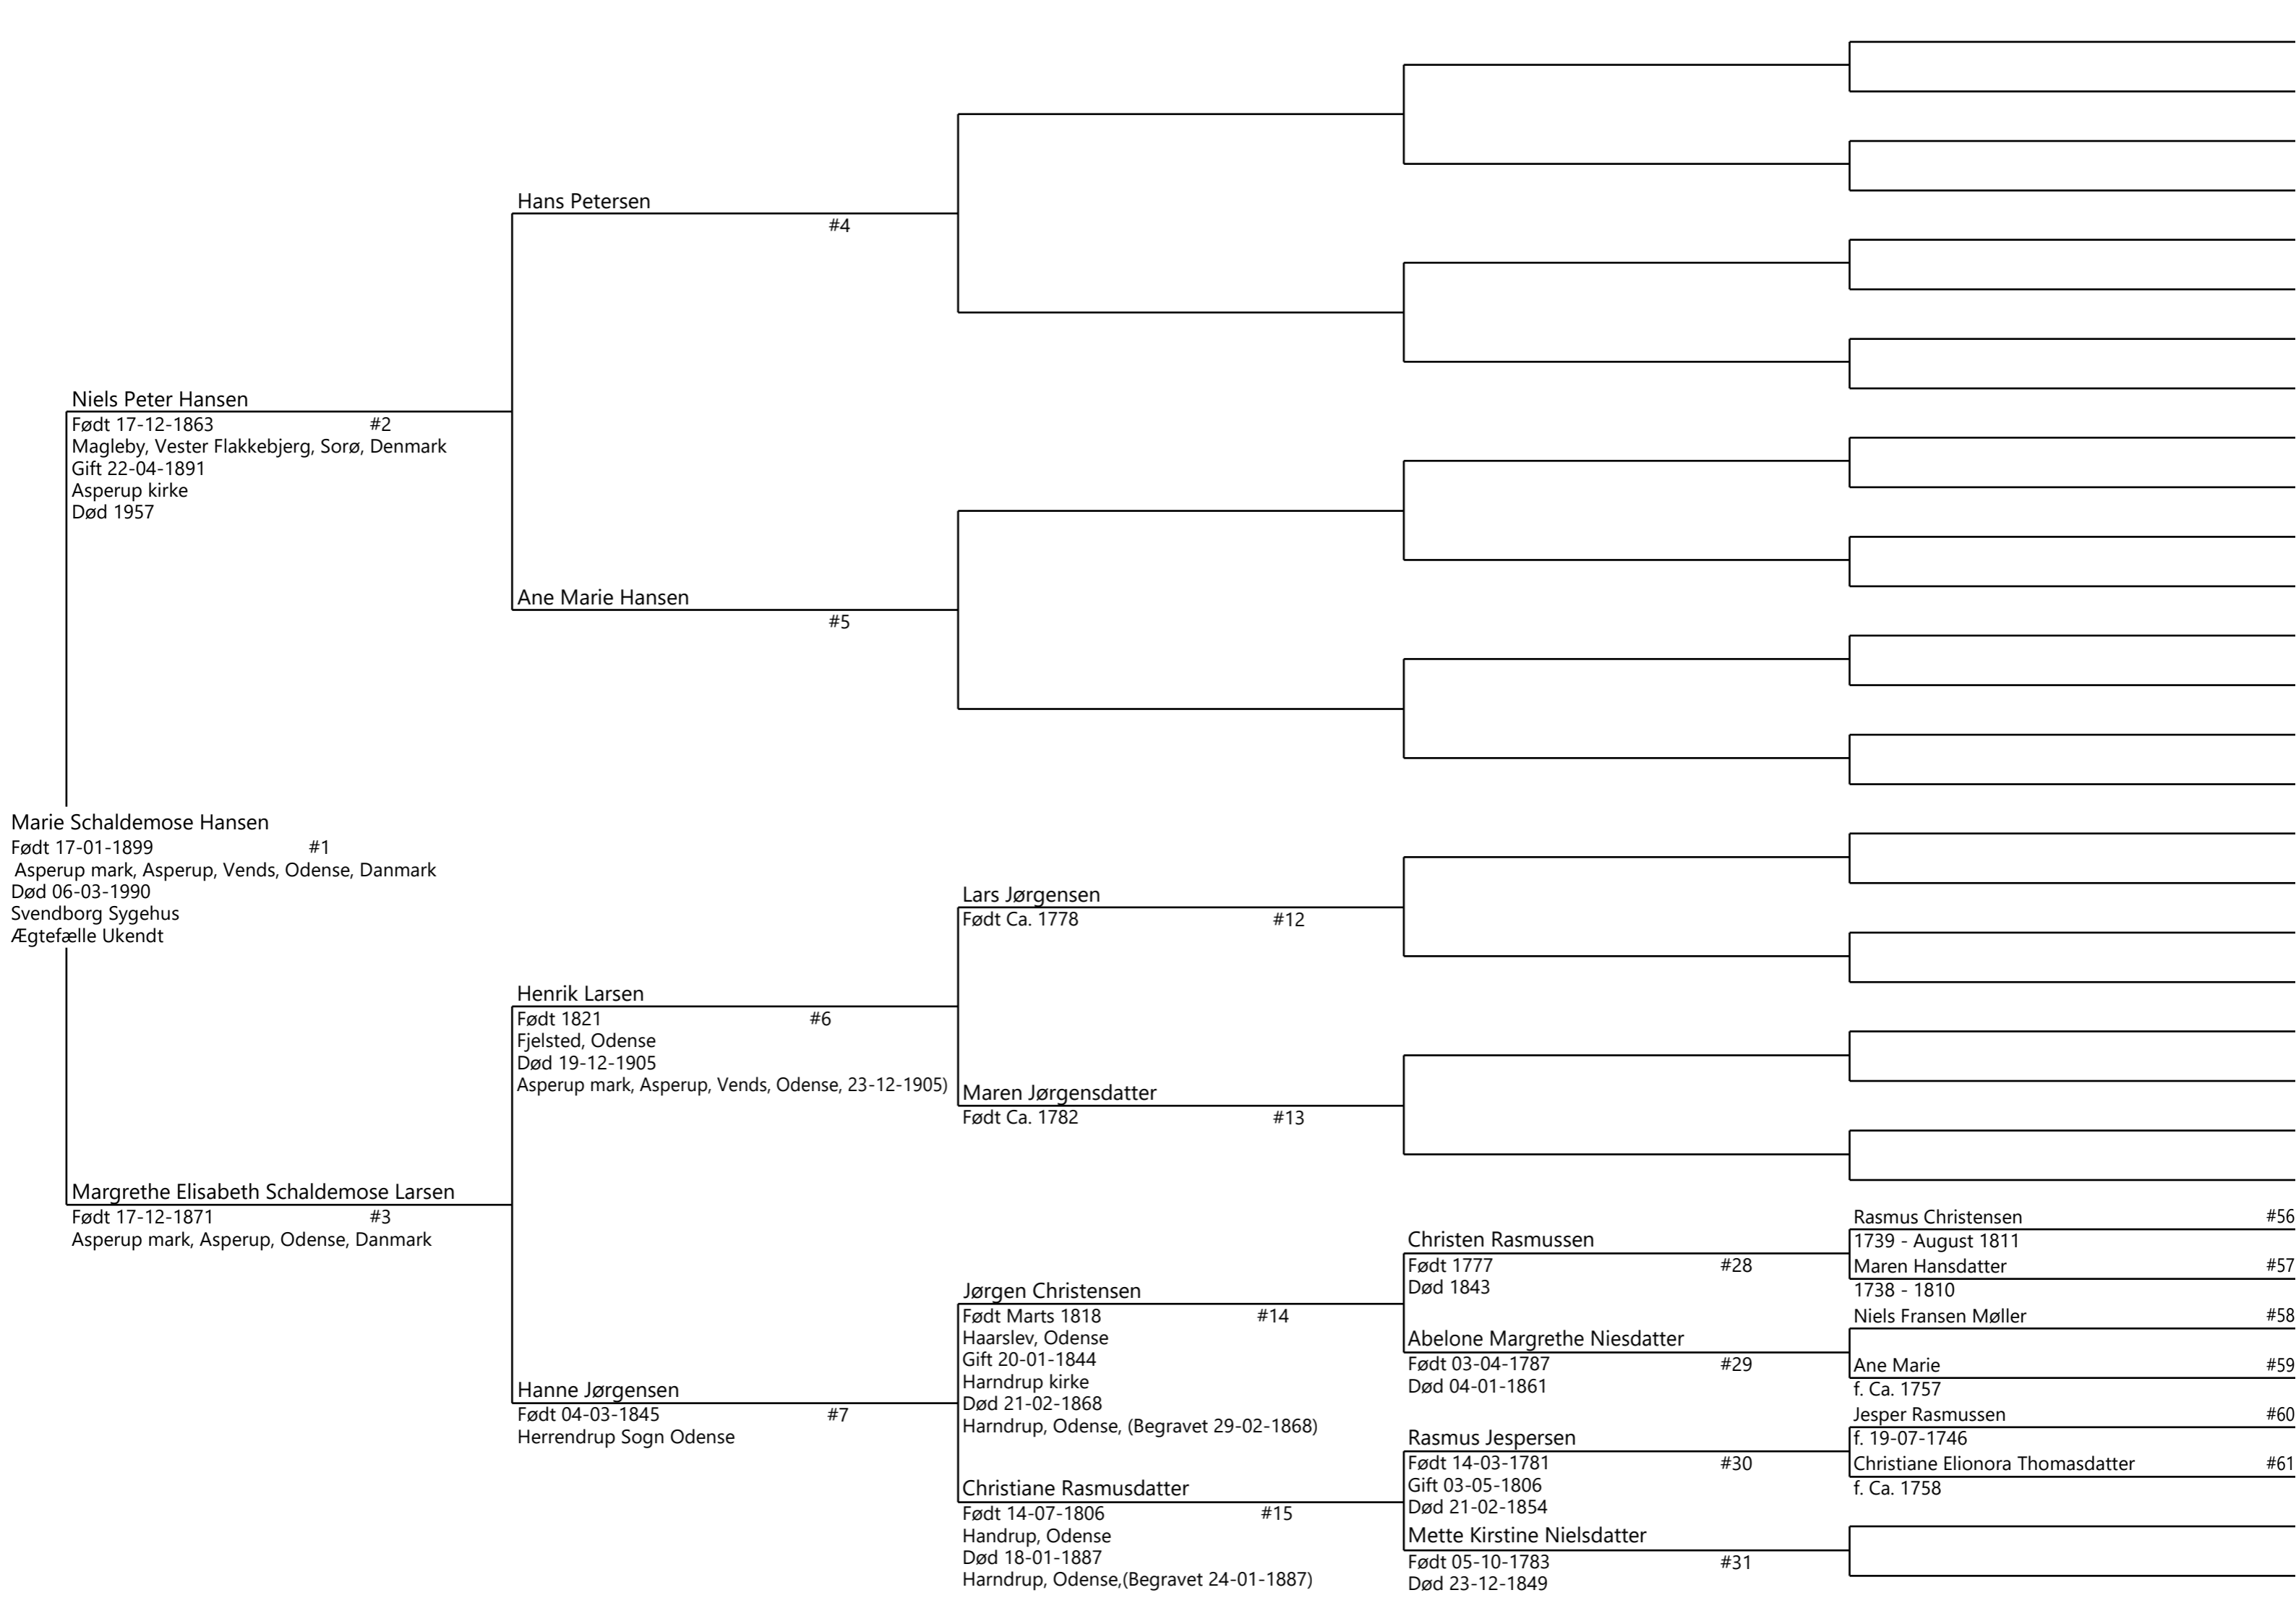 Hans Petersen
#4
Niels Peter Hansen
Født 17-12-1863 #2
Magleby, Vester Flakkebjerg, Sorø, Denmark
Gift 22-04-1891
Asperup kirke
Død 1957
Ane Marie Hansen
#5
Marie Schaldemose Hansen
Født 17-01-1899 #1
Asperup mark, Asperup, Vends, Odense, Danmark
Død 06-03-1990
Svendborg Sygehus
Ægtefælle Ukendt
Lars Jørgensen
Født Ca. 1778 #12
Henrik Larsen
Født 1821 #6
Fjelsted, Odense
Død 19-12-1905
Asperup mark, Asperup, Vends, Odense, 23-12-1905)
Maren Jørgensdatter
Født Ca. 1782 #13
Margrethe Elisabeth Schaldemose Larsen
Født 17-12-1871 #3
Asperup mark, Asperup, Odense, Danmark
Hanne Jørgensen
Født 04-03-1845 #7
Herrendrup Sogn Odense
Jørgen Christensen
Født Marts 1818 #14
Haarslev, Odense
Gift 20-01-1844
Harndrup kirke
Død 21-02-1868
Harndrup, Odense, (Begravet 29-02-1868)
Christiane Rasmusdatter
Født 14-07-1806 #15
Handrup, Odense
Død 18-01-1887
Harndrup, Odense,(Begravet 24-01-1887)
Christen Rasmussen
Født 1777 #28
Død 1843
Abelone Margrethe Niesdatter
Født 03-04-1787 #29
Død 04-01-1861
Rasmus Jespersen
Født 14-03-1781 #30
Gift 03-05-1806
Død 21-02-1854
Mette Kirstine Nielsdatter
Født 05-10-1783 #31
Død 23-12-1849
Rasmus Christensen #56
1739 - August 1811
Maren Hansdatter #57
1738 - 1810
Niels Fransen Møller #58
Ane Marie #59
f. Ca. 1757
Jesper Rasmussen #60
f. 19-07-1746
Christiane Elionora Thomasdatter #61
f. Ca. 1758